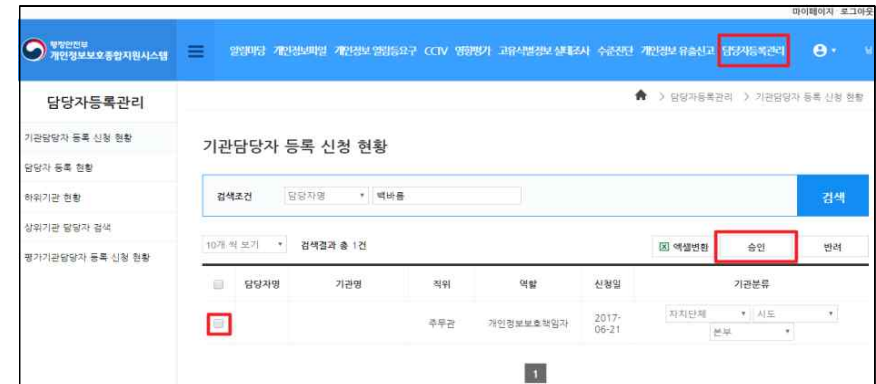 마이페이지 로그아웃
행정안전부
개인정보보호종합지원시스템
알림마당 개인정보파일 개인정보 열람등요구 CCTV 영향평가 고유식별정보 실태조사 수준진단 개인정보 유출신고 담당자등록관리
담당자등록관리
> 담당자등록관리 > 기관담당자 등록 신청 현황
기관담당자 등록 신청 현황
담당자 등록 현황
하위기관 현황
상위기관 담당자 검색
평가기관담당자 등록 신청 현황
기관담당자 등록 신청 현황
검색조건 담당자명 백바름 검색
10개 씩 보기 검색결과 총 1건 엑셀변환 승인 반려
담당자명 기관명 직위 역할 신청일 기관분류
주무관 개인정보보호책임자 2017-06-21 자치단체 시도
본부
1